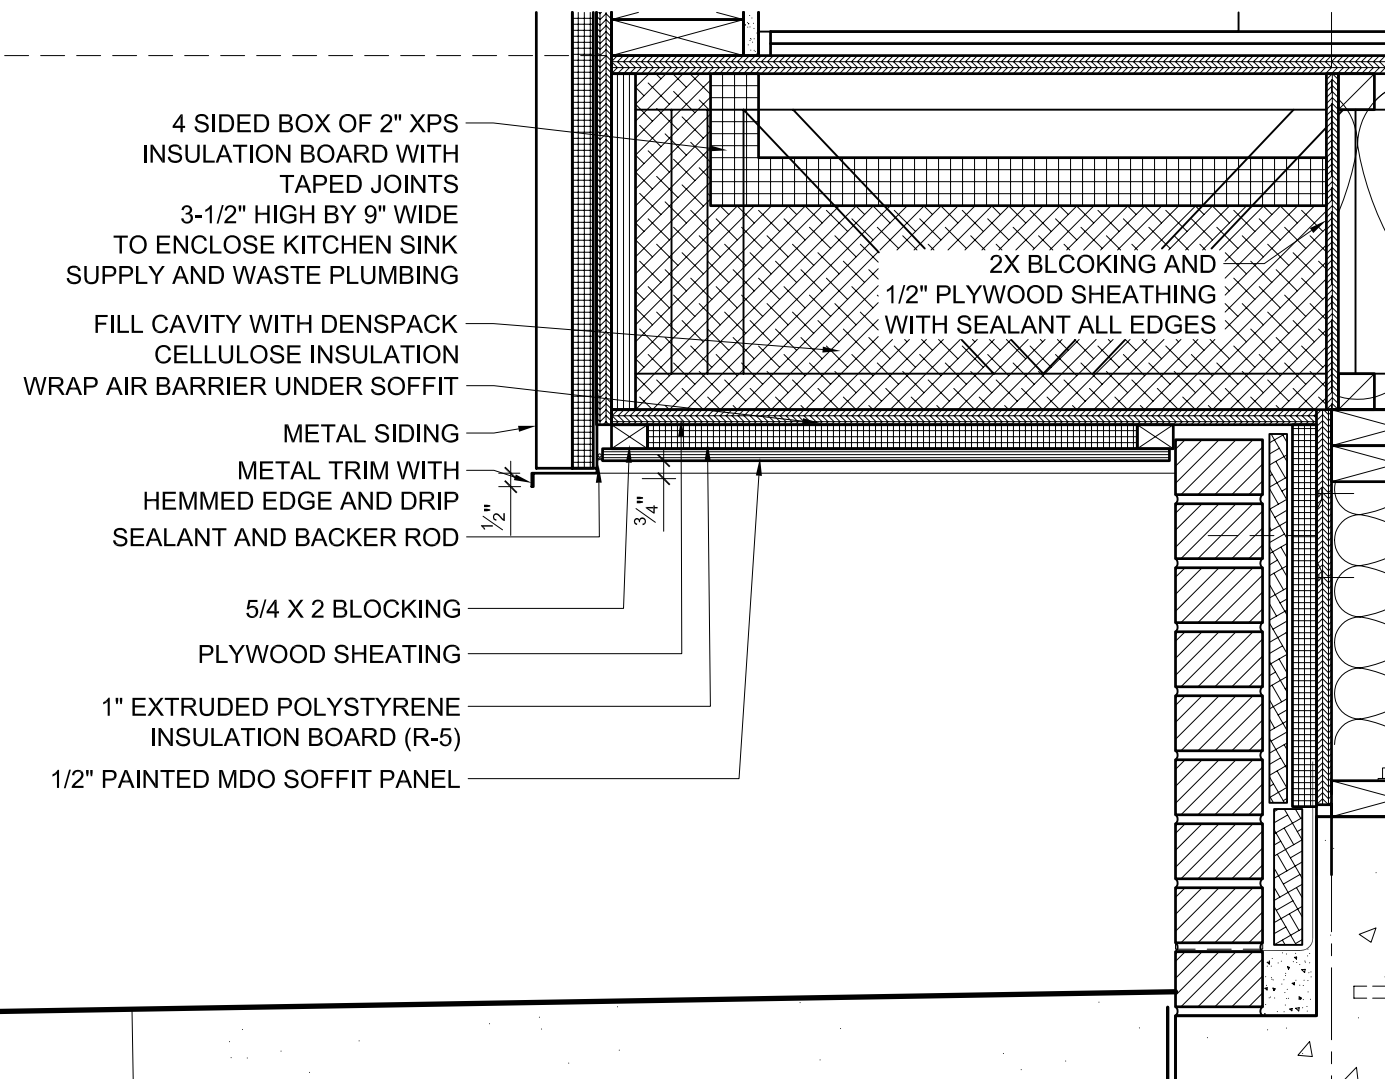 4 SIDED BOX OF 2" XPS
INSULATION BOARD WITH
TAPED JOINTS
3-1/2" HIGH BY 9" WIDE
TO ENCLOSE KITCHEN SINK
SUPPLY AND WASTE PLUMBING
2X BLCOKING AND
1/2" PLYWOOD SHEATHING
WITH SEALANT ALL EDGES
FILL CAVITY WITH DENSPACK
CELLULOSE INSULATION
WRAP AIR BARRIER UNDER SOFFIT
METAL SIDING
METAL TRIM WITH
HEMMED EDGE AND DRIP
SEALANT AND BACKER ROD
1/2"
3/4"
5/4 X 2 BLOCKING
PLYWOOD SHEATING
1" EXTRUDED POLYSTYRENE
INSULATION BOARD (R-5)
1/2" PAINTED MDO SOFFIT PANEL